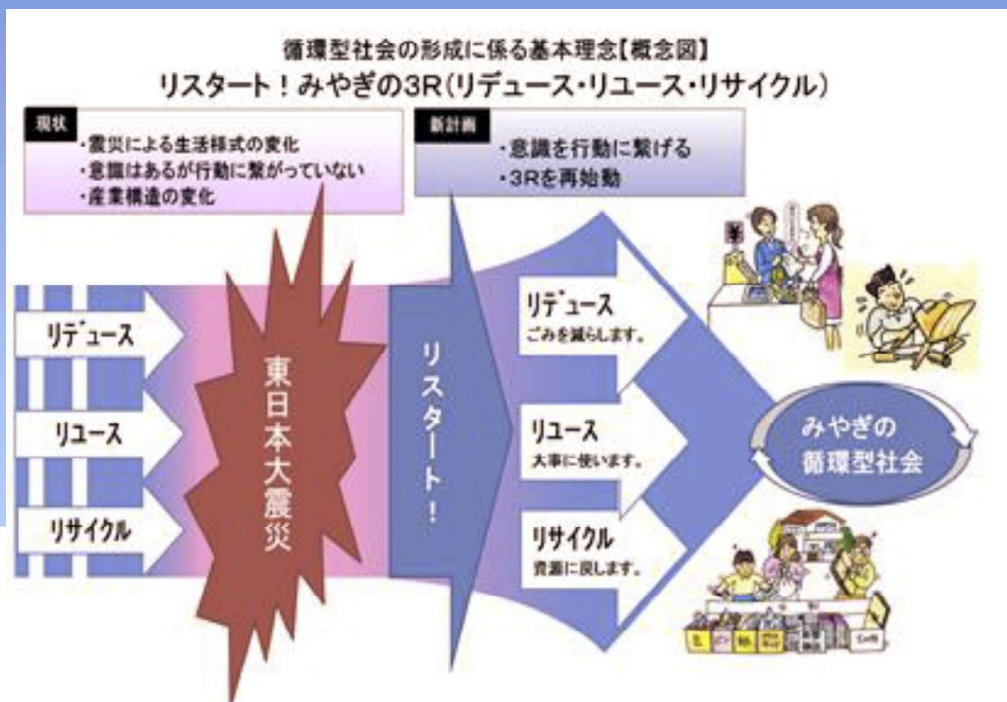 循環型社会の形成に係る基本理念【概念図】
リスタート!みやぎの3R(リデュース・リユース・リサイクル)
現状
・震災による生活様式の変化
・意識はあるが行動に繋がっていない
・産業構造の変化
新計画
・意識を行動に繋げる
・3Rを再始動
リデュース
リユース
リサイクル
東日本大震災
リスタート!
リデュース
ごみを減らします。
リユース
大事に使います。
リサイクル
資源に戻します。
¥
みやぎの
循環型社会